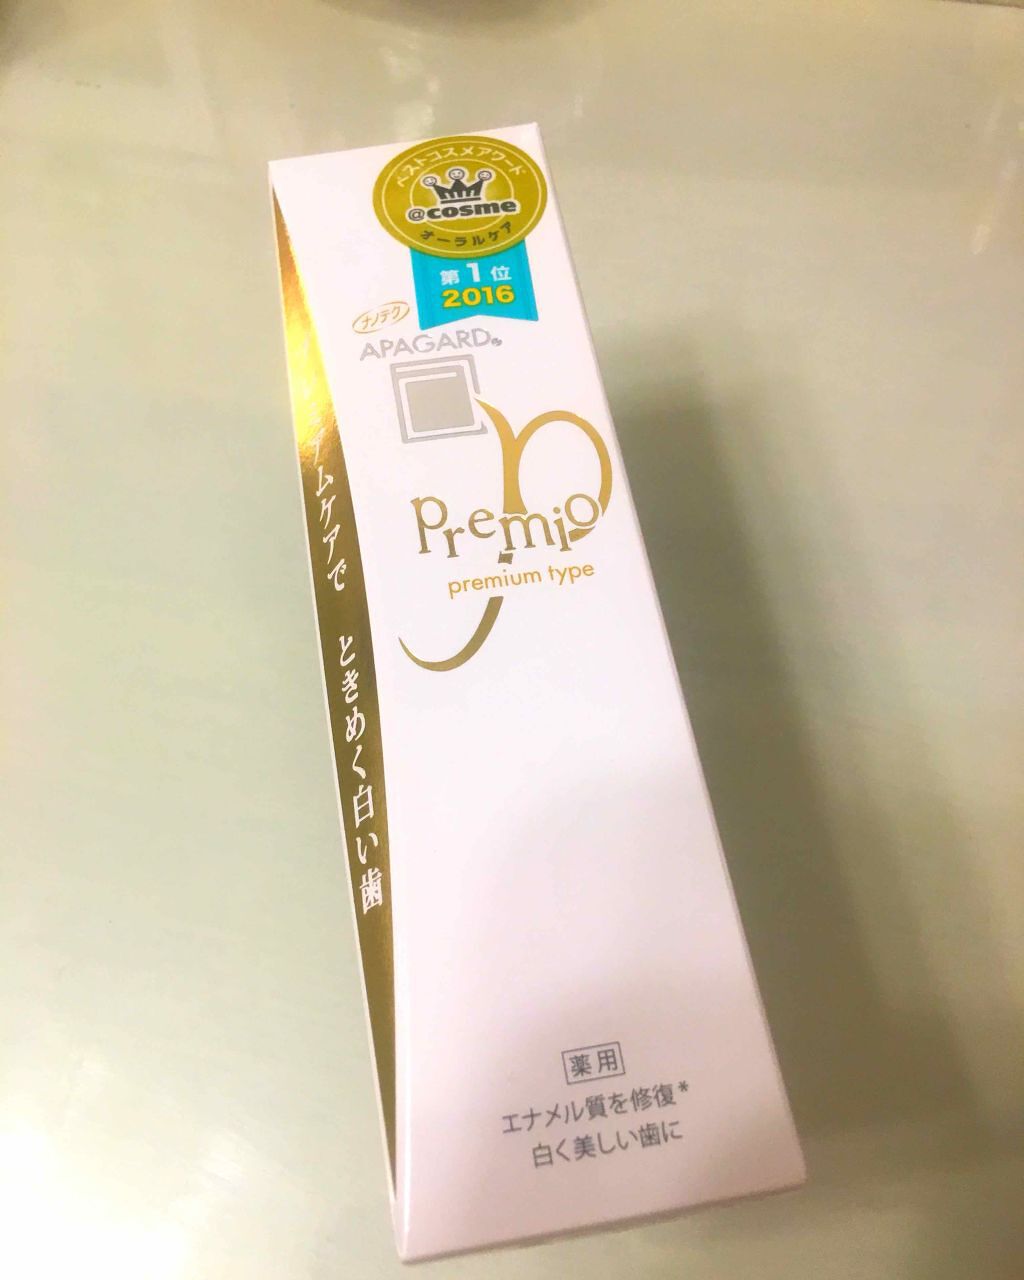 ベストコスメアワード
@cosme
オーラルケア
第1位
2016
ナノテク
APAGARD
premio
premium type
ミアムケアで ときめく白い歯
薬用
エナメル質を修復*
白く美しい歯に